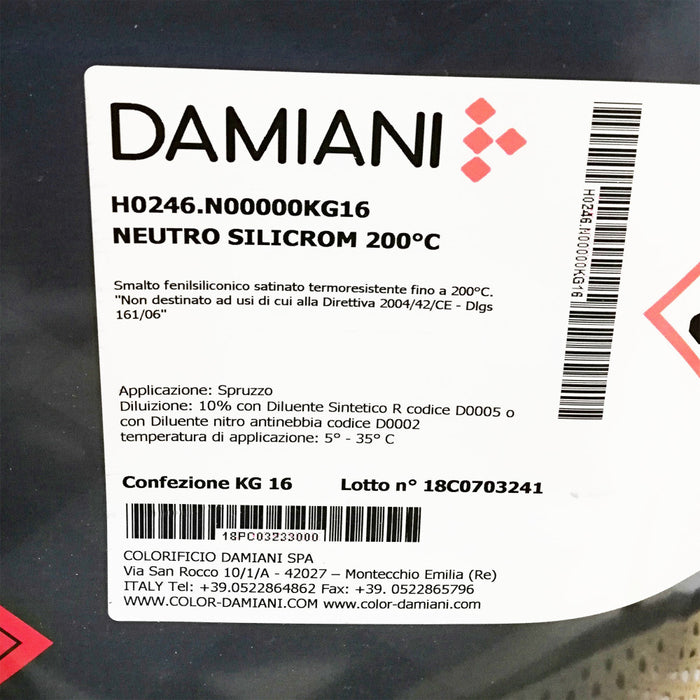 DAMIANI
H0246.N00000KG16
NEUTRO SILICROM 200°C
Smalto fenilsiliconico satinato termoresistente fino a 200°C.
"Non destinato ad usi di cui alla Direttiva 2004/42/CE - Dlgs
161/06"
H0246.N00000KG16
Applicazione: Spruzzo
Diluizione: 10% con Diluente Sintetico R codice D0005 o
con Diluente nitro antinebbia codice D0002
temperatura di applicazione: 5° - 35° C
Confezione KG 16 Lotto n° 18C0703241
18PC03233000
COLORIFICIO DAMIANI SPA
Via San Rocco 10/1/A - 42027 – Montecchio Emilia (Re)
ITALY Tel: +39.0522864862 Fax: +39. 0522865796
WWW.COLOR-DAMIANI.COM www.color-damiani.com